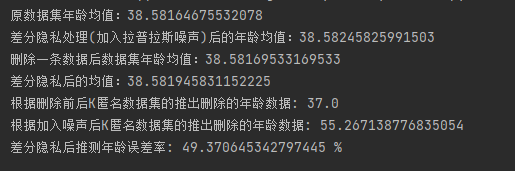 原数据集年龄均值：38.58164675532078
差分隐私处理(加入拉普拉斯噪声)后的年龄均值：38.58245825991503
删除一条数据后数据集年龄均值：38.58169533169533
差分隐私后的均值：38.581945831152225
根据删除前后K匿名数据集的推出删除的年龄数据: 37.0
根据加入噪声后K匿名数据集的推出删除的年龄数据: 55.267138776835054
差分隐私后推测年龄误差率: 49.370645342797445 %